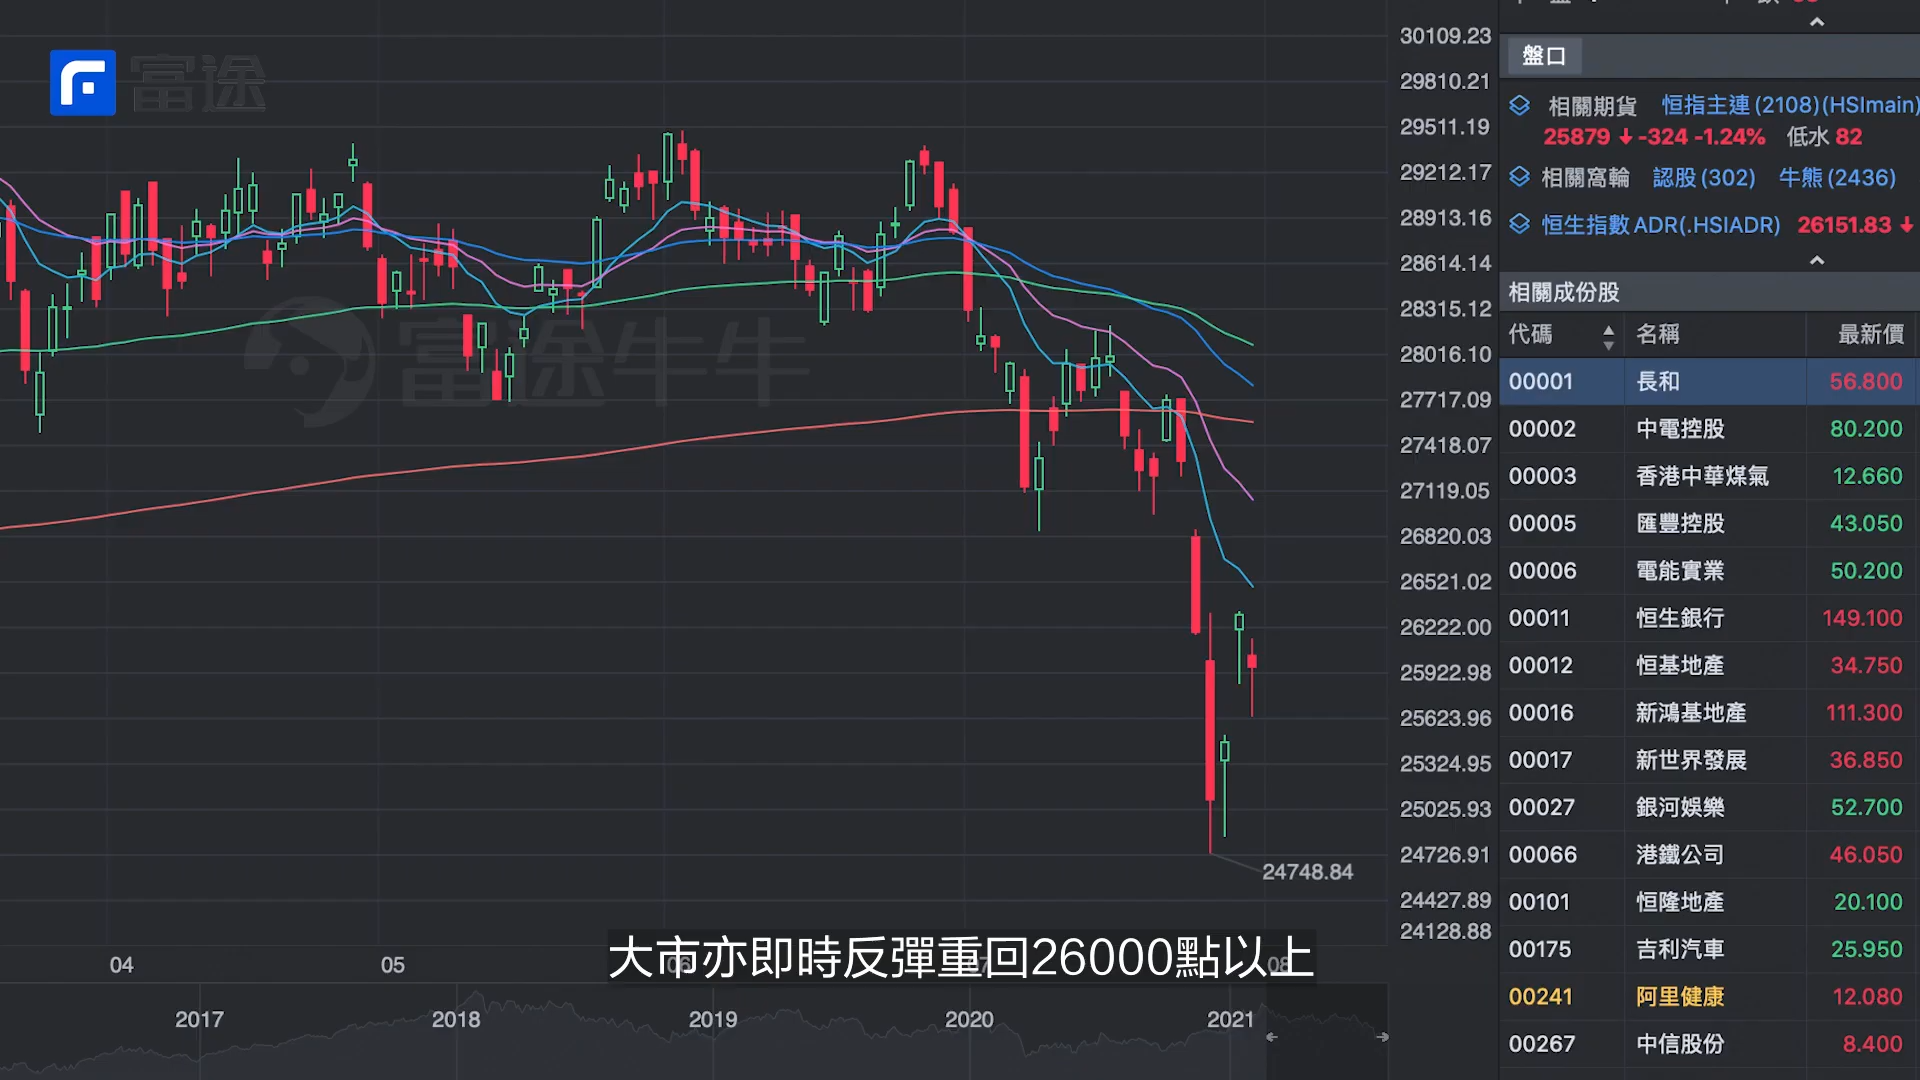 富途
富途牛牛
30109.23
29810.21
29511.19
29212.17
28913.16
28614.14
28315.12
28016.10
27717.09
27418.07
27119.05
26820.03
26521.02
26222.00
25922.98
25623.96
25324.95
25025.93
24726.91
24427.89
24128.88
24748.84
04
05
大市亦即時反彈重回26000點以上
08
2017
2018
2019
2020
2021
盤口
相關期貨 恒指主連(2108)(HSImain)
25879 ↓ -324 -1.24% 低水 82
相關窩輪 認股(302) 牛熊(2436)
恒生指數ADR(.HSIADR) 26151.83 ↓
相關成份股
代碼 名稱 最新價
00001 長和 56.800
00002 中電控股 80.200
00003 香港中華煤氣 12.660
00005 匯豐控股 43.050
00006 電能實業 50.200
00011 恒生銀行 149.100
00012 恒基地產 34.750
00016 新鴻基地產 111.300
00017 新世界發展 36.850
00027 銀河娛樂 52.700
00066 港鐵公司 46.050
00101 恒隆地產 20.100
00175 吉利汽車 25.950
00241 阿里健康 12.080
00267 中信股份 8.400